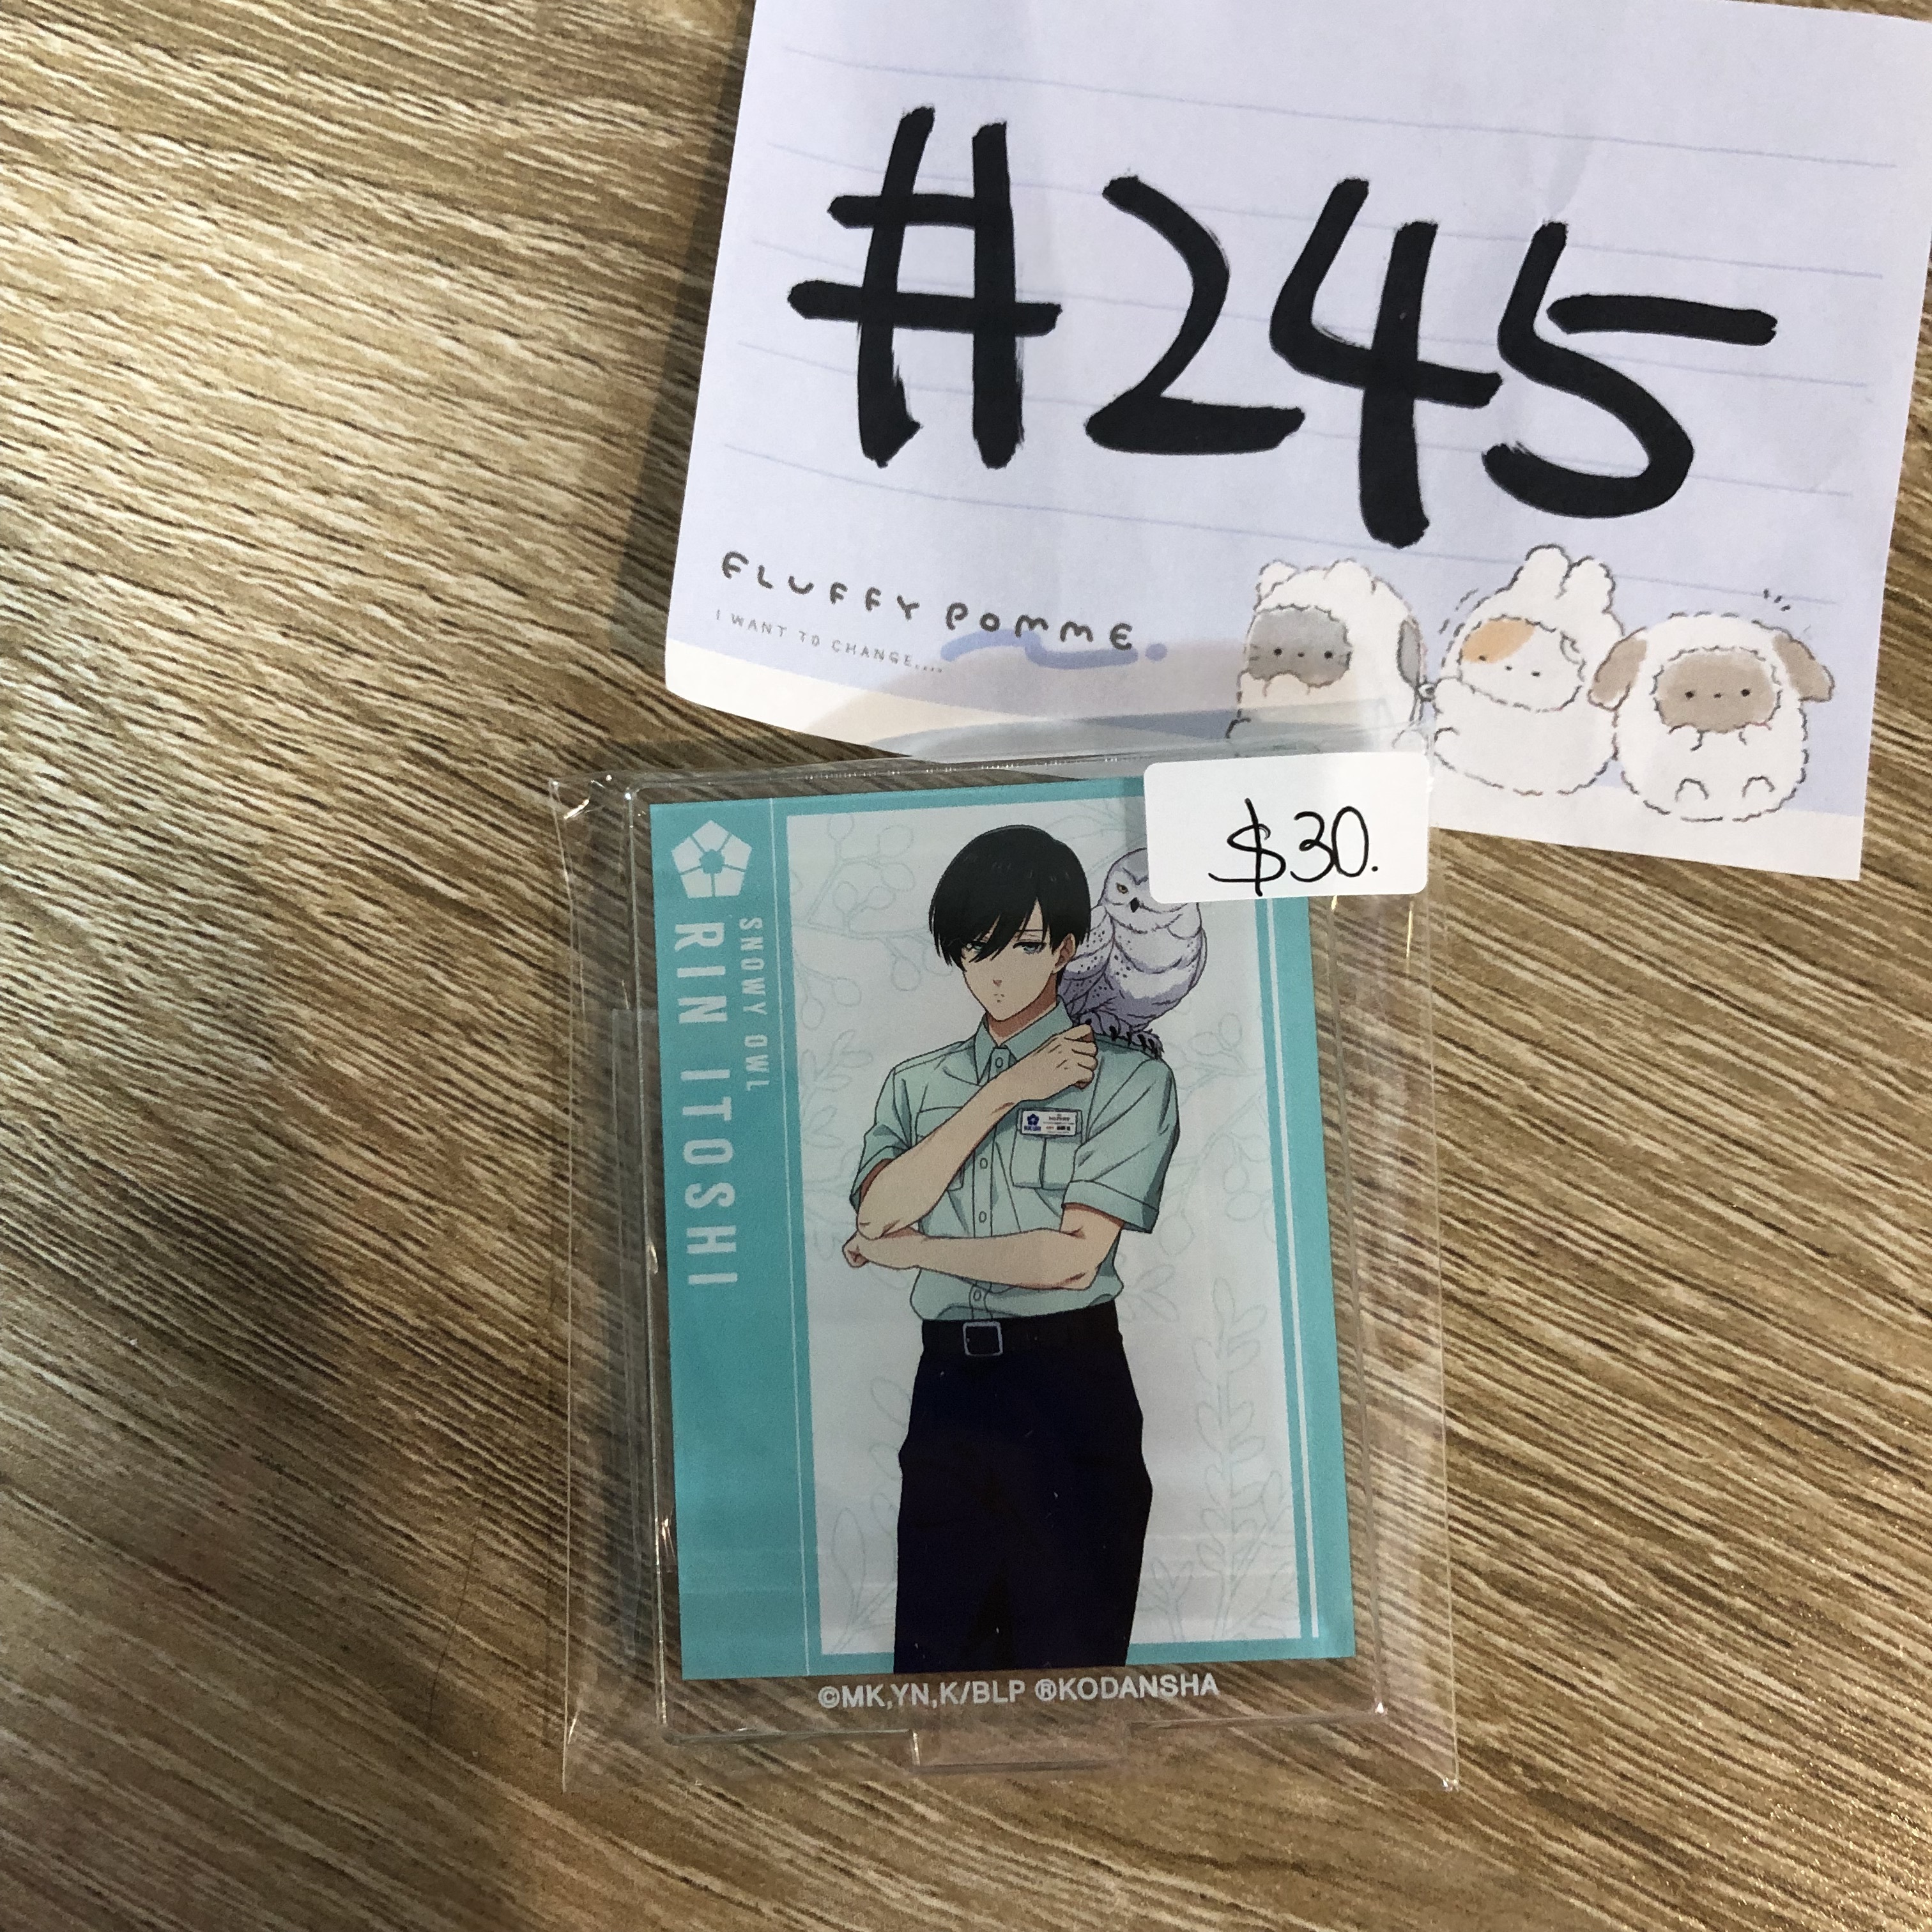 #245
FLUFFY POMME.
I WANT TO CHANGE....
$30.
SNOWY OWL
RIN ITOSHI
©MK,YN,K/BLP ®KODANSHA